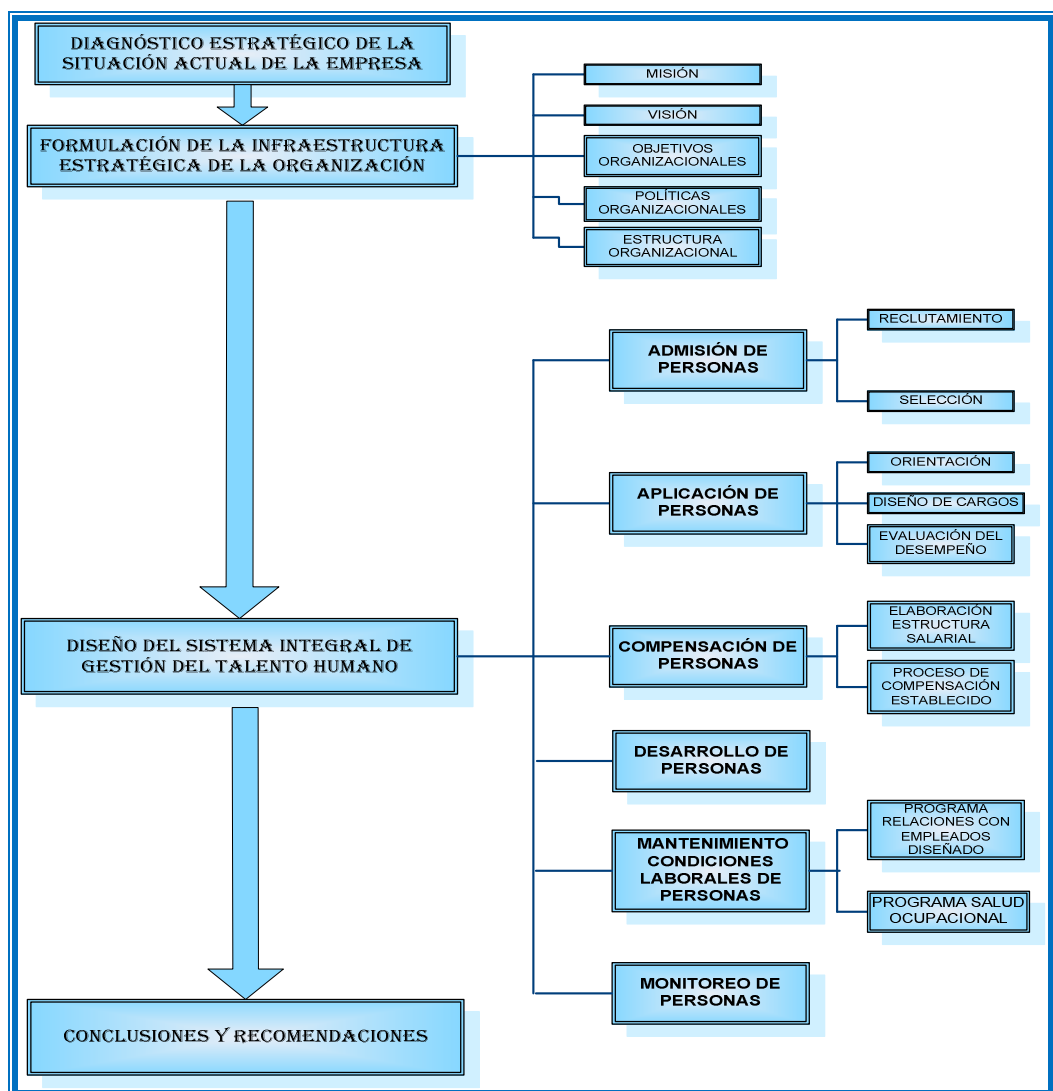 DIAGNÓSTICO ESTRATÉGICO DE LA
SITUACIÓN ACTUAL DE LA EMPRESA
FORMULACIÓN DE LA INFRAESTRUCTURA
ESTRATÉGICA DE LA ORGANIZACIÓN
MISIÓN
VISIÓN
OBJETIVOS
ORGANIZACIONALES
POLÍTICAS
ORGANIZACIONALES
ESTRUCTURA
ORGANIZACIONAL
DISEÑO DEL SISTEMA INTEGRAL DE
GESTIÓN DEL TALENTO HUMANO
ADMISIÓN DE
PERSONAS
RECLUTAMIENTO
SELECCIÓN
APLICACIÓN DE
PERSONAS
ORIENTACIÓN
DISEÑO DE CARGOS
EVALUACIÓN DEL
DESEMPEÑO
COMPENSACIÓN DE
PERSONAS
ELABORACIÓN
ESTRUCTURA
SALARIAL
PROCESO DE
COMPENSACIÓN
ESTABLECIDO
DESARROLLO DE
PERSONAS
MANTENIMIENTO
CONDICIONES
LABORALES DE
PERSONAS
PROGRAMA
RELACIONES CON
EMPLEADOS
DISEÑADO
PROGRAMA SALUD
OCUPACIONAL
MONITOREO DE
PERSONAS
CONCLUSIONES Y RECOMENDACIONES